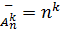 Ā_n^k = n^k